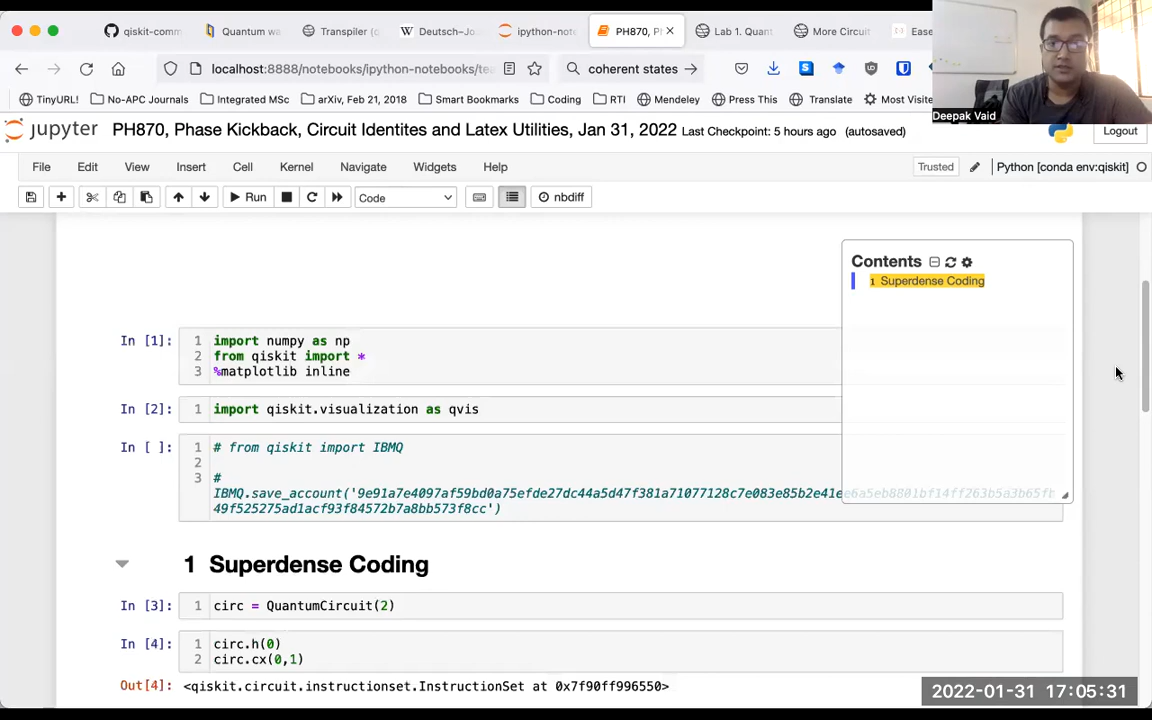 qiskit-comm
Quantum wa
Transpiler (c
Deutsch–Jo
ipython-note
PH870, P
Lab 1. Quant
More Circuit
Ease
localhost:8888/notebooks/ipython-notebooks/te
coherent states →
TinyURL!
No-APC Journals
Integrated MSc
arXiv, Feb 21, 2018
Smart Bookmarks
Coding
RTI
Mendeley
Press This
Translate
Most Visite
Deepak Vaid
jupyter
PH870, Phase Kickback, Circuit Identites and Latex Utilities, Jan 31, 2022 Last Checkpoint: 5 hours ago (autosaved)
Logout
File Edit View Insert Cell Kernel Navigate Widgets Help
Trusted
Python [conda env:qiskit]
Run
Code
nbdiff
Contents
1 Superdense Coding
In [1]:
1 import numpy as np
2 from qiskit import *
3 %matplotlib inline
In [2]:
1 import qiskit.visualization as qvis
In [ ]:
1 # from qiskit import IBMQ
2
3 #
IBMQ.save_account('9e91a7e4097af59bd0a75efde27dc44a5d47f381a71077128c7e083e85b2e41ee6a5eb8801bf14ff263b5a3b65fb
49f525275ad1acf93f84572b7a8bb573f8cc')
1 Superdense Coding
In [3]:
1 circ = QuantumCircuit(2)
In [4]:
1 circ.h(0)
2 circ.cx(0,1)
Out[4]: <qiskit.circuit.instructionset.InstructionSet at 0x7f90ff996550>
2022-01-31 17:05:31